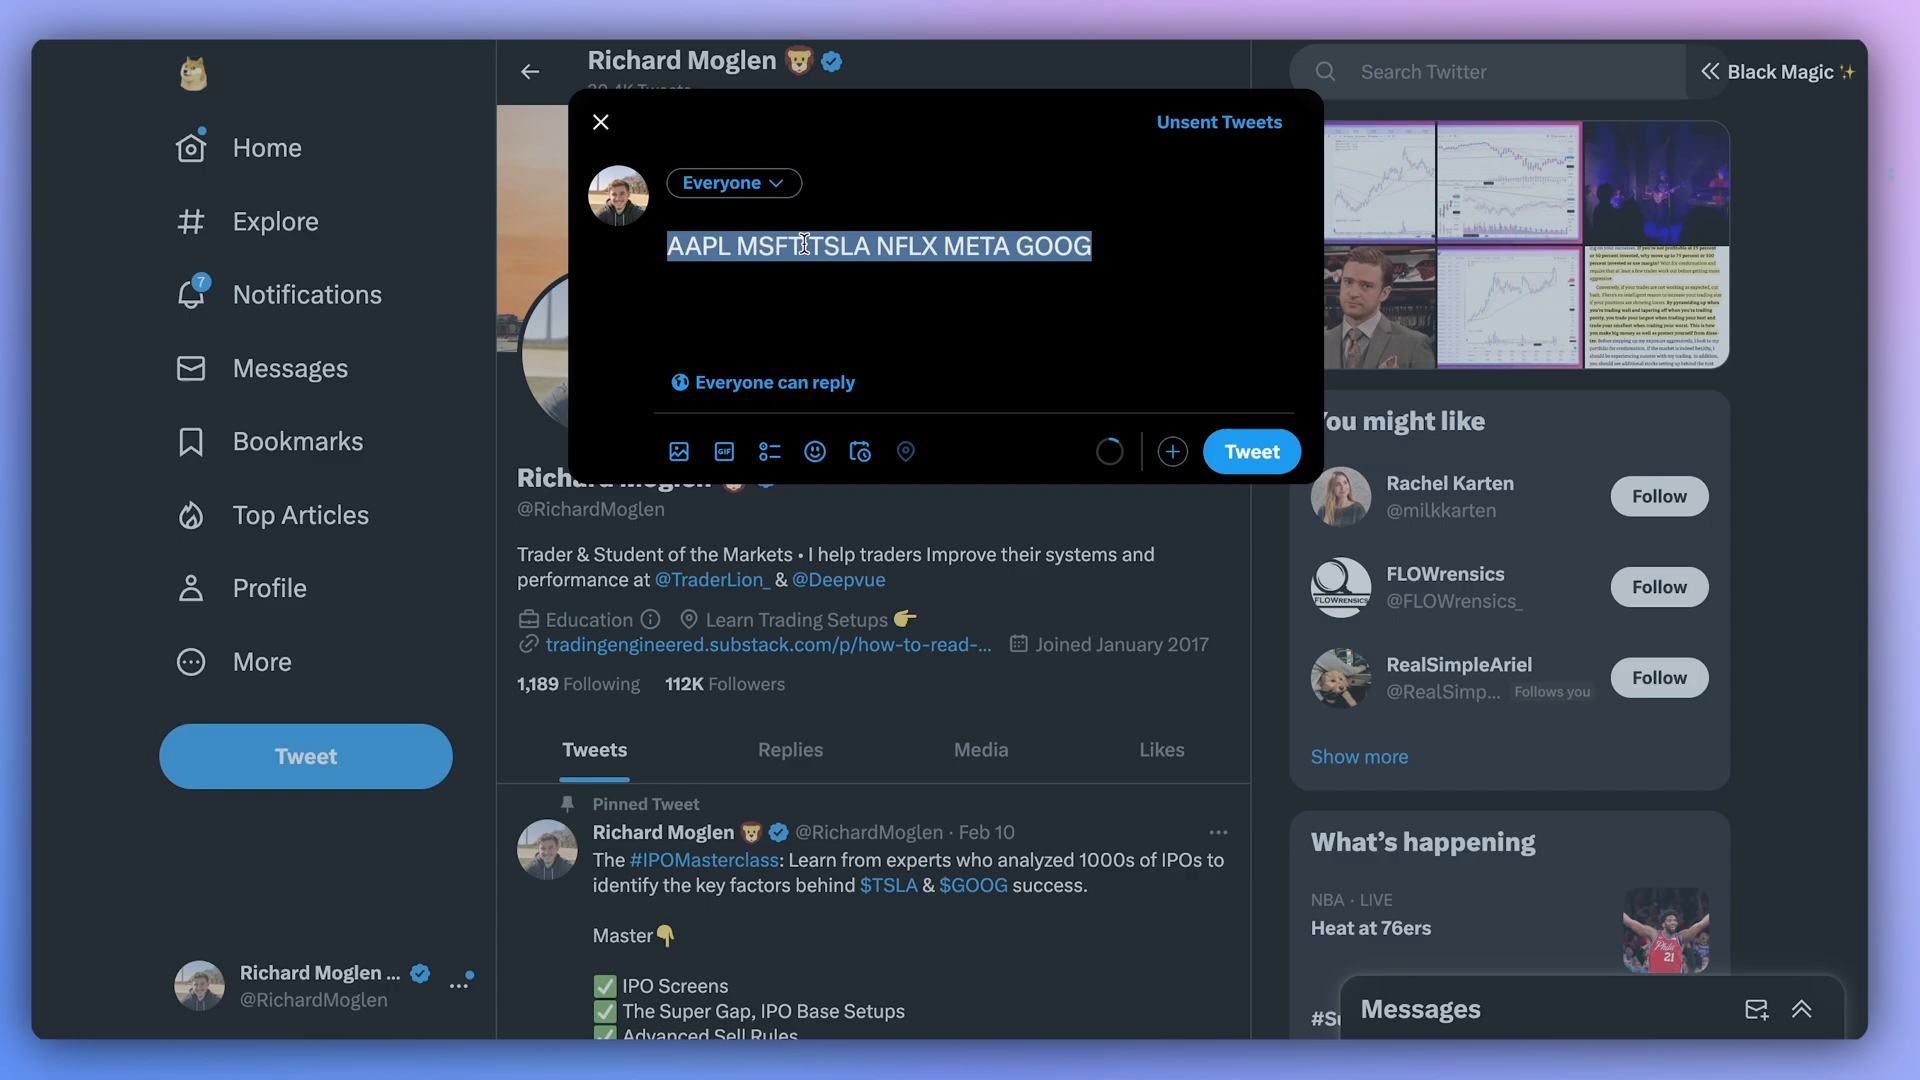 Richard Moglen
Search Twitter
Black Magic
Unsent Tweets
Everyone
AAPL MSFT TSLA NFLX META GOOG
Everyone can reply
GIF
Tweet
Home
Explore
7
Notifications
Messages
Bookmarks
Top Articles
Profile
More
Tweet
Richard Moglen ...
@RichardMoglen
@RichardMoglen
Trader & Student of the Markets • I help traders Improve their systems and
performance at @TraderLion_ & @Deepvue
Education Learn Trading Setups
tradingengineered.substack.com/p/how-to-read-... Joined January 2017
1,189 Following 112K Followers
Tweets Replies Media Likes
Pinned Tweet
Richard Moglen @RichardMoglen · Feb 10
The #IPOMasterclass: Learn from experts who analyzed 1000s of IPOs to
identify the key factors behind $TSLA & $GOOG success.
Master
IPO Screens
The Super Gap, IPO Base Setups
Advanced Sell Rules
You might like
Rachel Karten
@milkkarten
Follow
FLOWrensics
@FLOWrensics_
Follow
RealSimpleAriel
@RealSimp... Follows you
Follow
Show more
What's happening
NBA · LIVE
Heat at 76ers
Messages